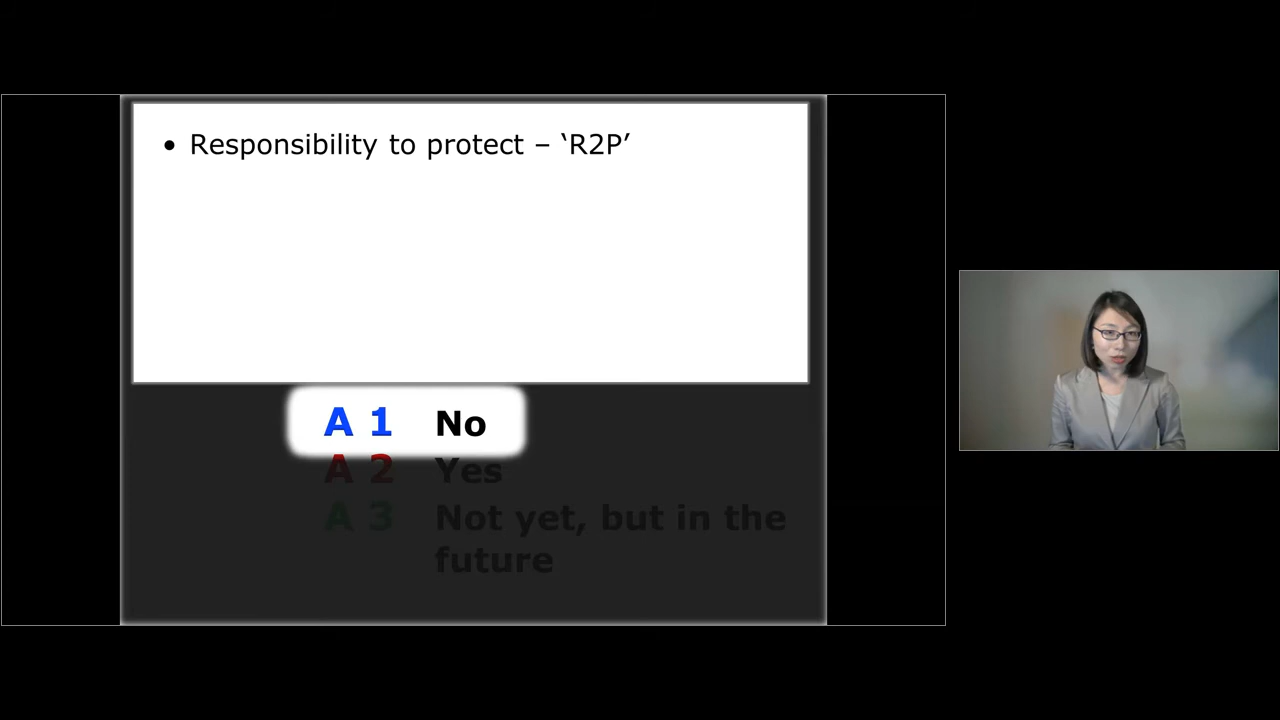 • Responsibility to protect – ‘R2P’
A 1 No
A 2 Yes
A 3 Not yet, but in the
future